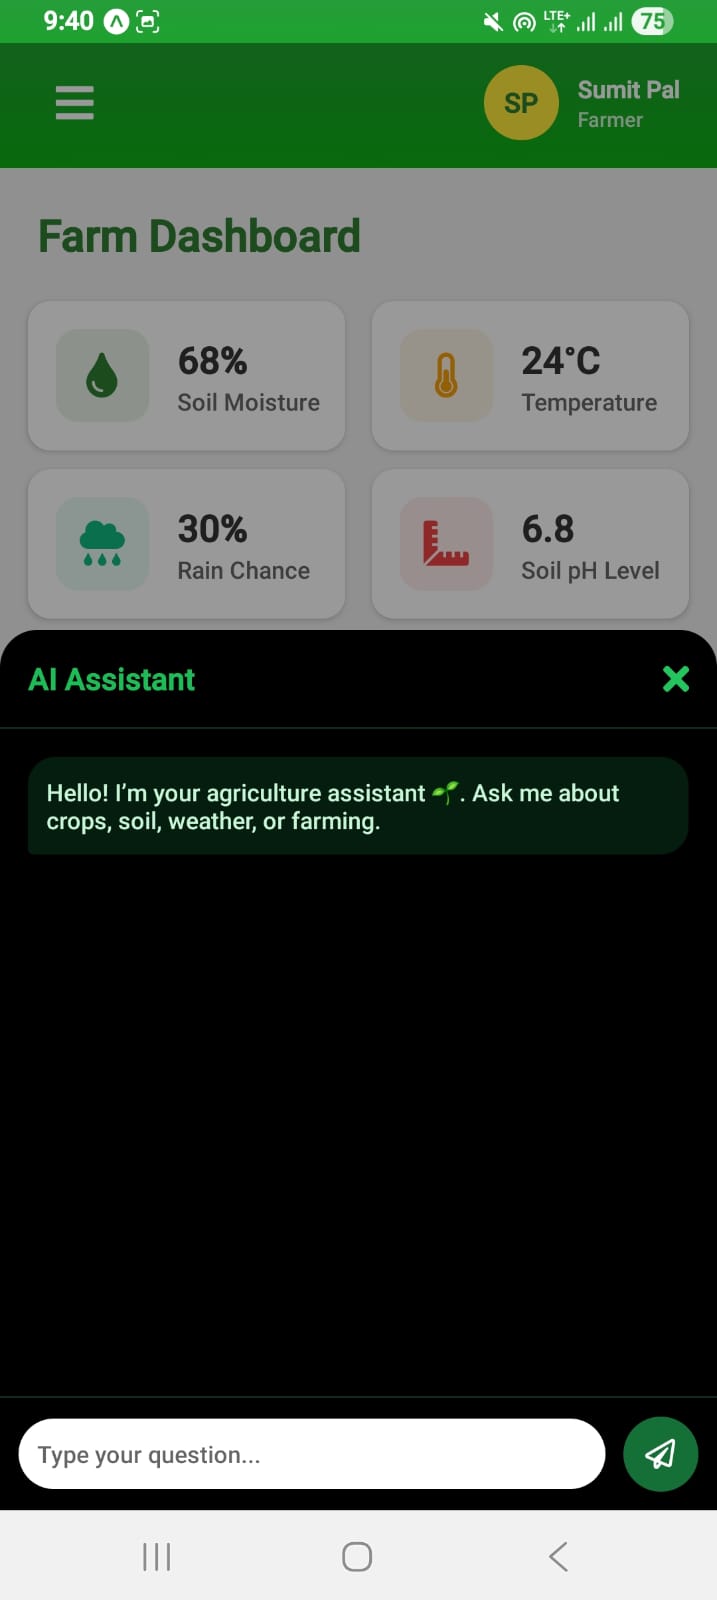 9:40
LTE+
75
SP
Sumit Pal
Farmer
Farm Dashboard
68%
Soil Moisture
24°C
Temperature
30%
Rain Chance
6.8
Soil pH Level
AI Assistant
Hello! I’m your agriculture assistant 🌱. Ask me about
crops, soil, weather, or farming.
Type your question...